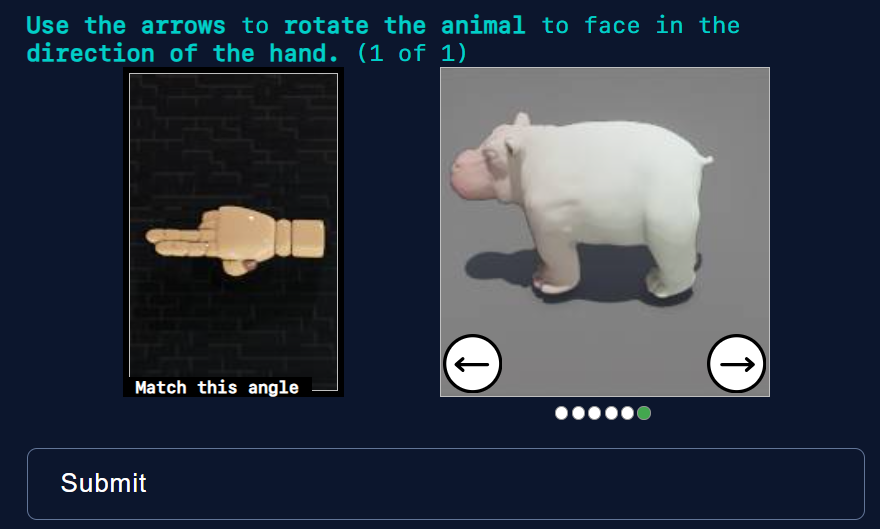 Use the arrows to rotate the animal to face in the
direction of the hand. (1 of 1)
Match this angle
Submit